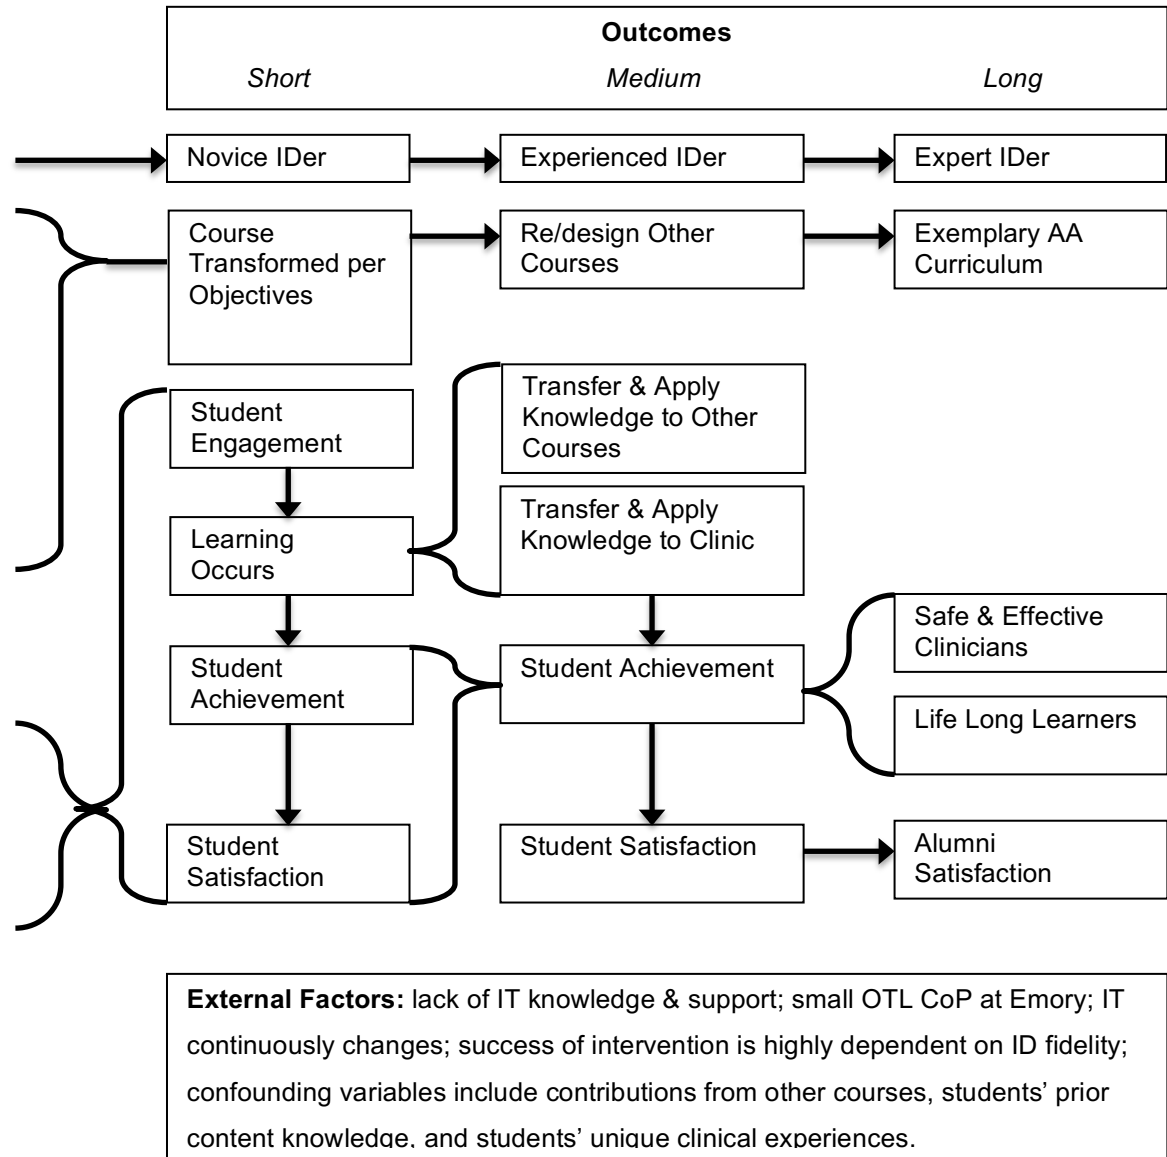 Outcomes
Short Medium Long
Novice IDer
Experienced IDer
Expert IDer
Course
Transformed per
Objectives
Re/design Other
Courses
Exemplary AA
Curriculum
Student
Engagement
Transfer & Apply
Knowledge to Other
Courses
Learning
Occurs
Transfer & Apply
Knowledge to Clinic
Student
Achievement
Student Achievement
Safe & Effective
Clinicians
Life Long Learners
Student
Satisfaction
Student Satisfaction
Alumni
Satisfaction
External Factors: lack of IT knowledge & support; small OTL CoP at Emory; IT
continuously changes; success of intervention is highly dependent on ID fidelity;
confounding variables include contributions from other courses, students’ prior
content knowledge, and students’ unique clinical experiences.